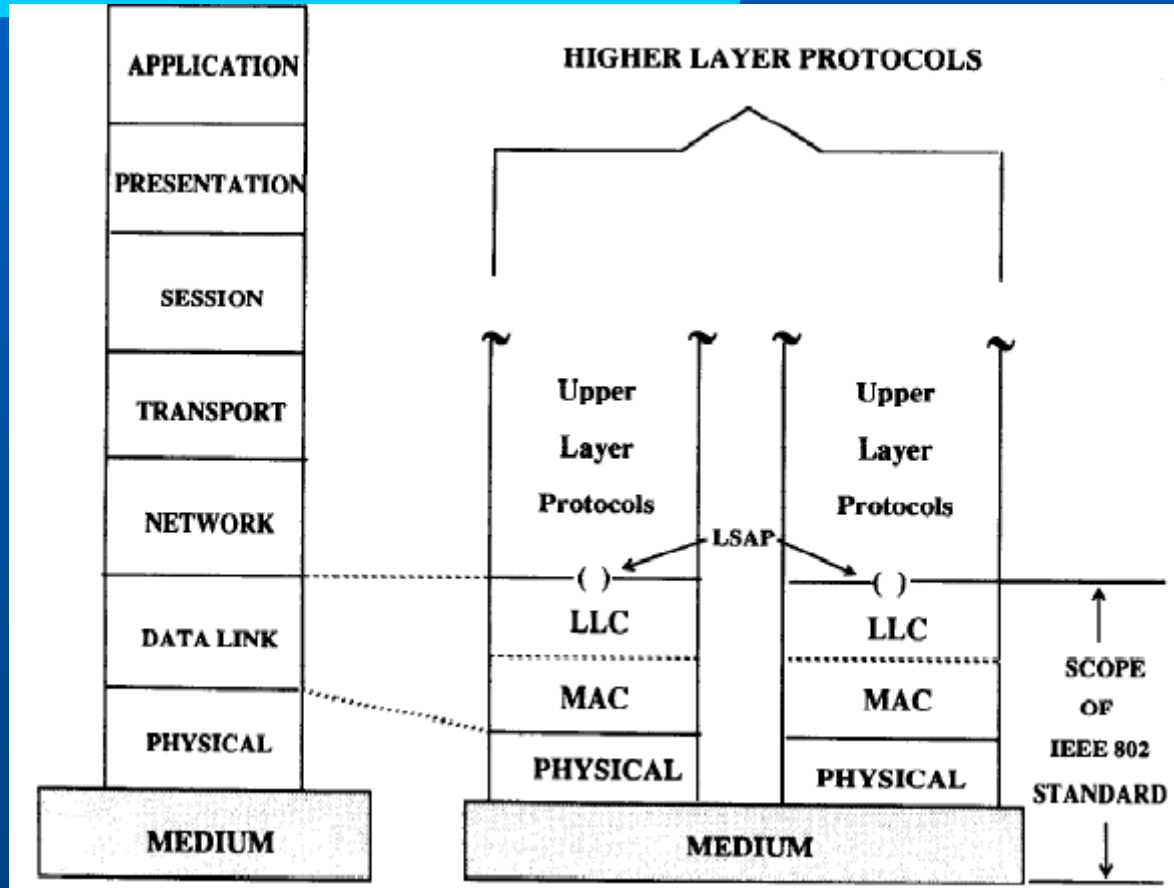 APPLICATION
PRESENTATION
SESSION
TRANSPORT
NETWORK
DATA LINK
PHYSICAL
MEDIUM
HIGHER LAYER PROTOCOLS
Upper
Layer
Protocols
LSAP
LLC
MAC
PHYSICAL
Upper
Layer
Protocols
LLC
MAC
PHYSICAL
MEDIUM
SCOPE
OF
IEEE 802
STANDARD